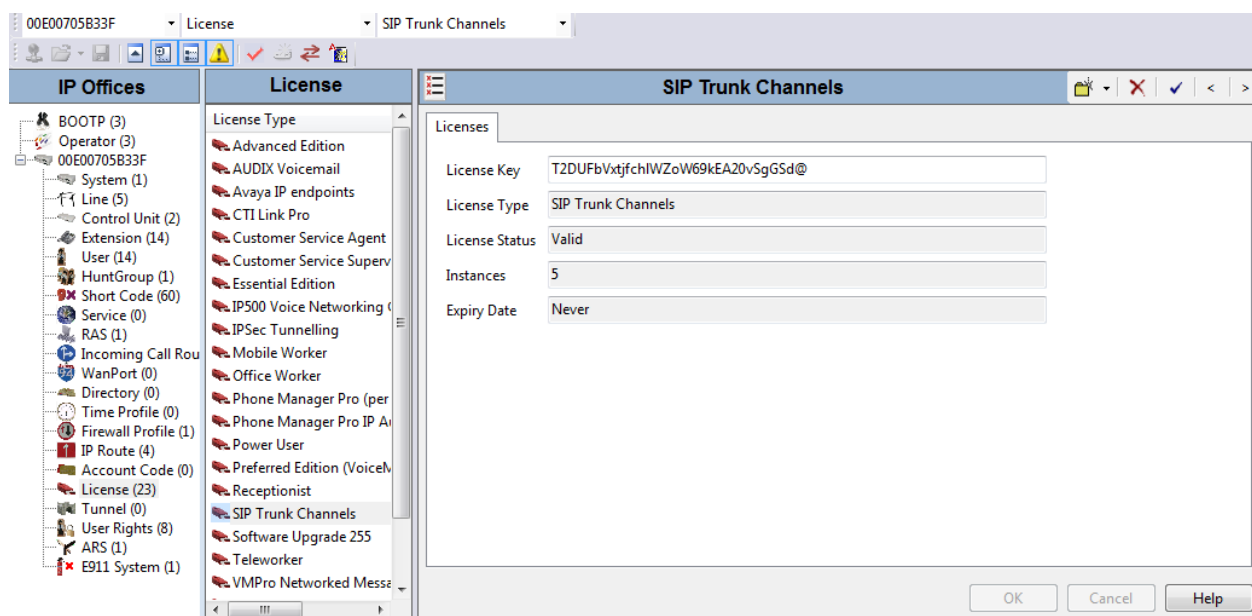 00E00705B33F License SIP Trunk Channels
IP Offices
BOOTP (3)
Operator (3)
00E00705B33F
System (1)
Line (5)
Control Unit (2)
Extension (14)
User (14)
HuntGroup (1)
Short Code (60)
Service (0)
RAS (1)
Incoming Call Rou
WanPort (0)
Directory (0)
Time Profile (0)
Firewall Profile (1)
IP Route (4)
Account Code (0)
License (23)
Tunnel (0)
User Rights (8)
ARS (1)
E911 System (1)
License
License Type
Advanced Edition
AUDIX Voicemail
Avaya IP endpoints
CTI Link Pro
Customer Service Agent
Customer Service Superv
Essential Edition
IP500 Voice Networking (
IPSec Tunnelling
Mobile Worker
Office Worker
Phone Manager Pro (per
Phone Manager Pro IP Au
Power User
Preferred Edition (VoiceM
Receptionist
SIP Trunk Channels
Software Upgrade 255
Teleworker
VMPro Networked Messa
SIP Trunk Channels
Licenses
License Key T2DUFbVxtjfchIWZoW69kEA20vSgGSd@
License Type SIP Trunk Channels
License Status Valid
Instances 5
Expiry Date Never
OK Cancel Help